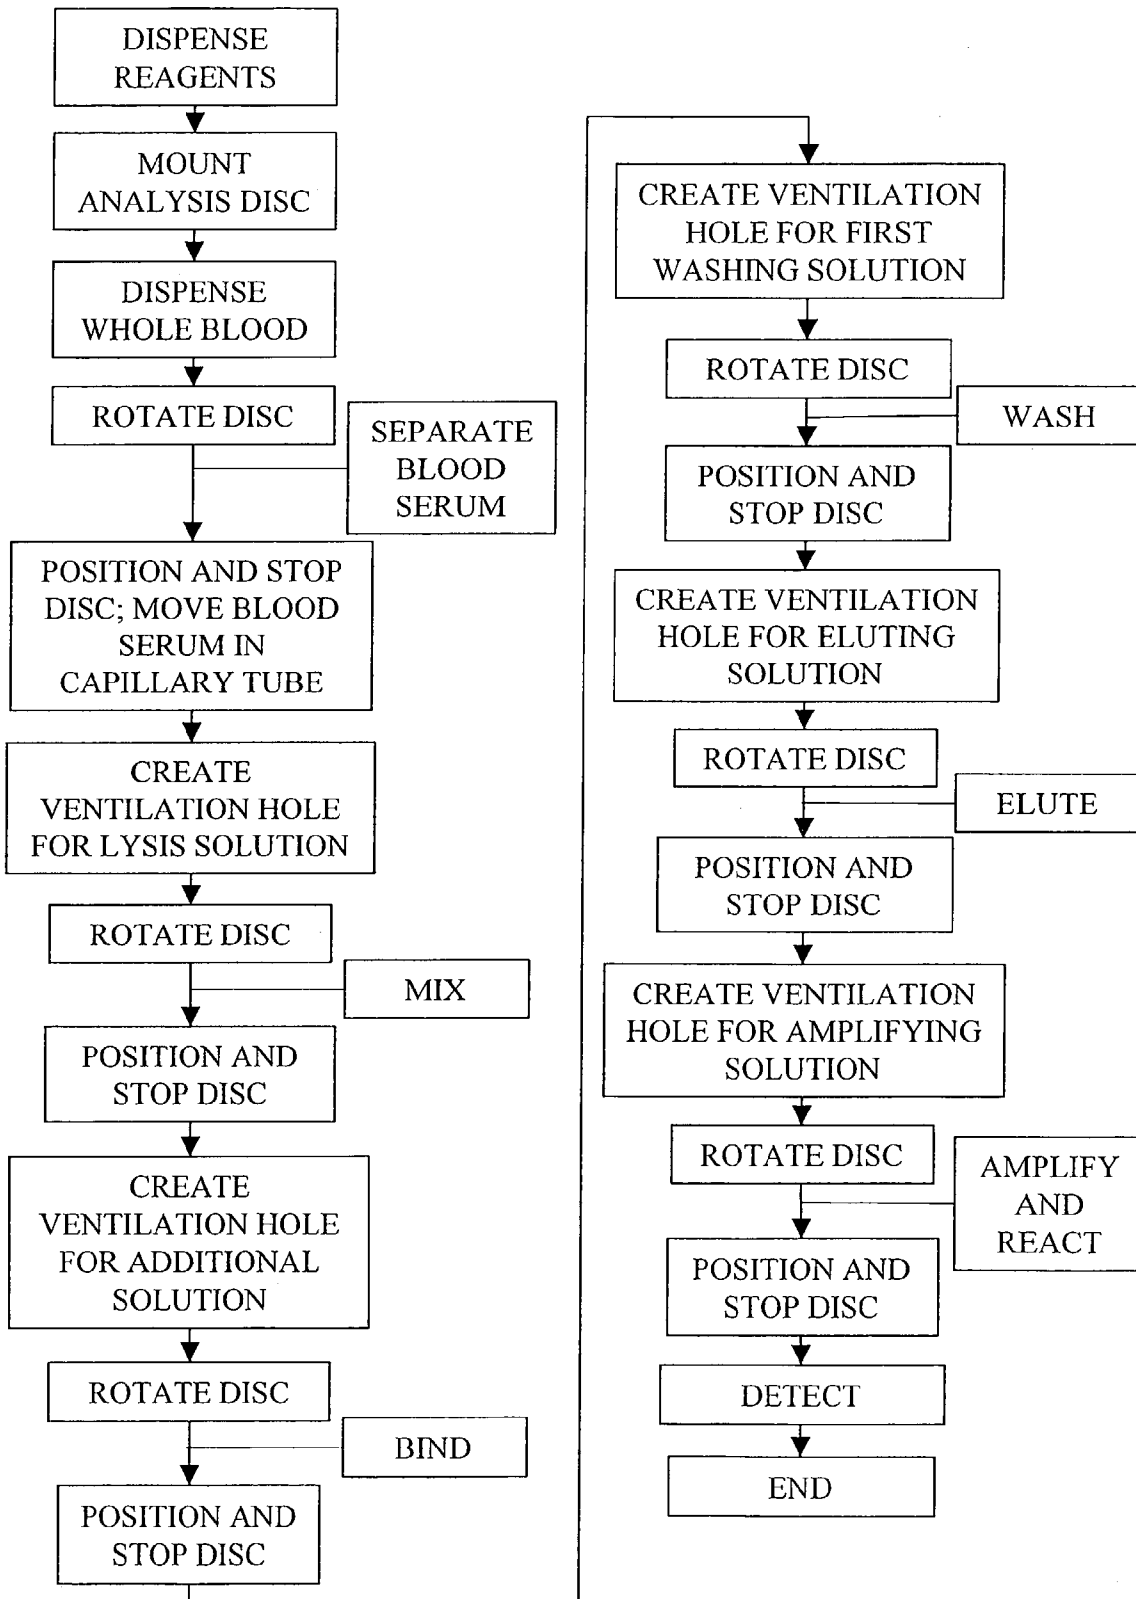 DISPENSE
REAGENTS
MOUNT
ANALYSIS DISC
DISPENSE
WHOLE BLOOD
ROTATE DISC
SEPARATE
BLOOD
SERUM
POSITION AND STOP
DISC; MOVE BLOOD
SERUM IN
CAPILLARY TUBE
CREATE
VENTILATION HOLE
FOR LYSIS SOLUTION
ROTATE DISC
MIX
POSITION AND
STOP DISC
CREATE
VENTILATION HOLE
FOR ADDITIONAL
SOLUTION
ROTATE DISC
BIND
POSITION AND
STOP DISC
CREATE VENTILATION
HOLE FOR FIRST
WASHING SOLUTION
ROTATE DISC
WASH
POSITION AND
STOP DISC
CREATE VENTILATION
HOLE FOR ELUTING
SOLUTION
ROTATE DISC
ELUTE
POSITION AND
STOP DISC
CREATE VENTILATION
HOLE FOR AMPLIFYING
SOLUTION
ROTATE DISC
AMPLIFY
AND
REACT
POSITION AND
STOP DISC
DETECT
END